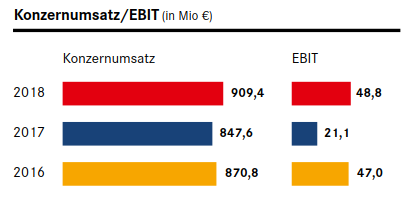 Konzernumsatz/EBIT (in Mio €)
Konzernumsatz EBIT
2018 909,4 48,8
2017 847,6 21,1
2016 870,8 47,0